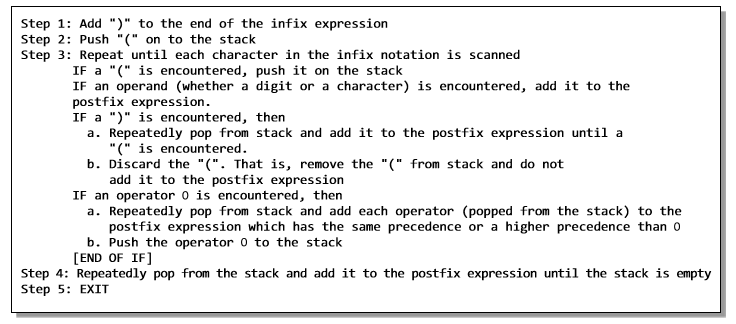 Step 1: Add ")" to the end of the infix expression
Step 2: Push "(" on to the stack
Step 3: Repeat until each character in the infix notation is scanned
IF a "(" is encountered, push it on the stack
IF an operand (whether a digit or a character) is encountered, add it to the
postfix expression.
IF a ")" is encountered, then
a. Repeatedly pop from stack and add it to the postfix expression until a
"(" is encountered.
b. Discard the "(". That is, remove the "(" from stack and do not
add it to the postfix expression
IF an operator O is encountered, then
a. Repeatedly pop from stack and add each operator (popped from the stack) to the
postfix expression which has the same precedence or a higher precedence than O
b. Push the operator O to the stack
[END OF IF]
Step 4: Repeatedly pop from the stack and add it to the postfix expression until the stack is empty
Step 5: EXIT